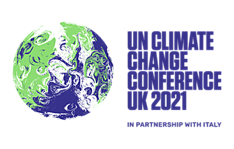 UN CLIMATE
CHANGE
CONFERENCE
UK 2021
IN PARTNERSHIP WITH ITALY